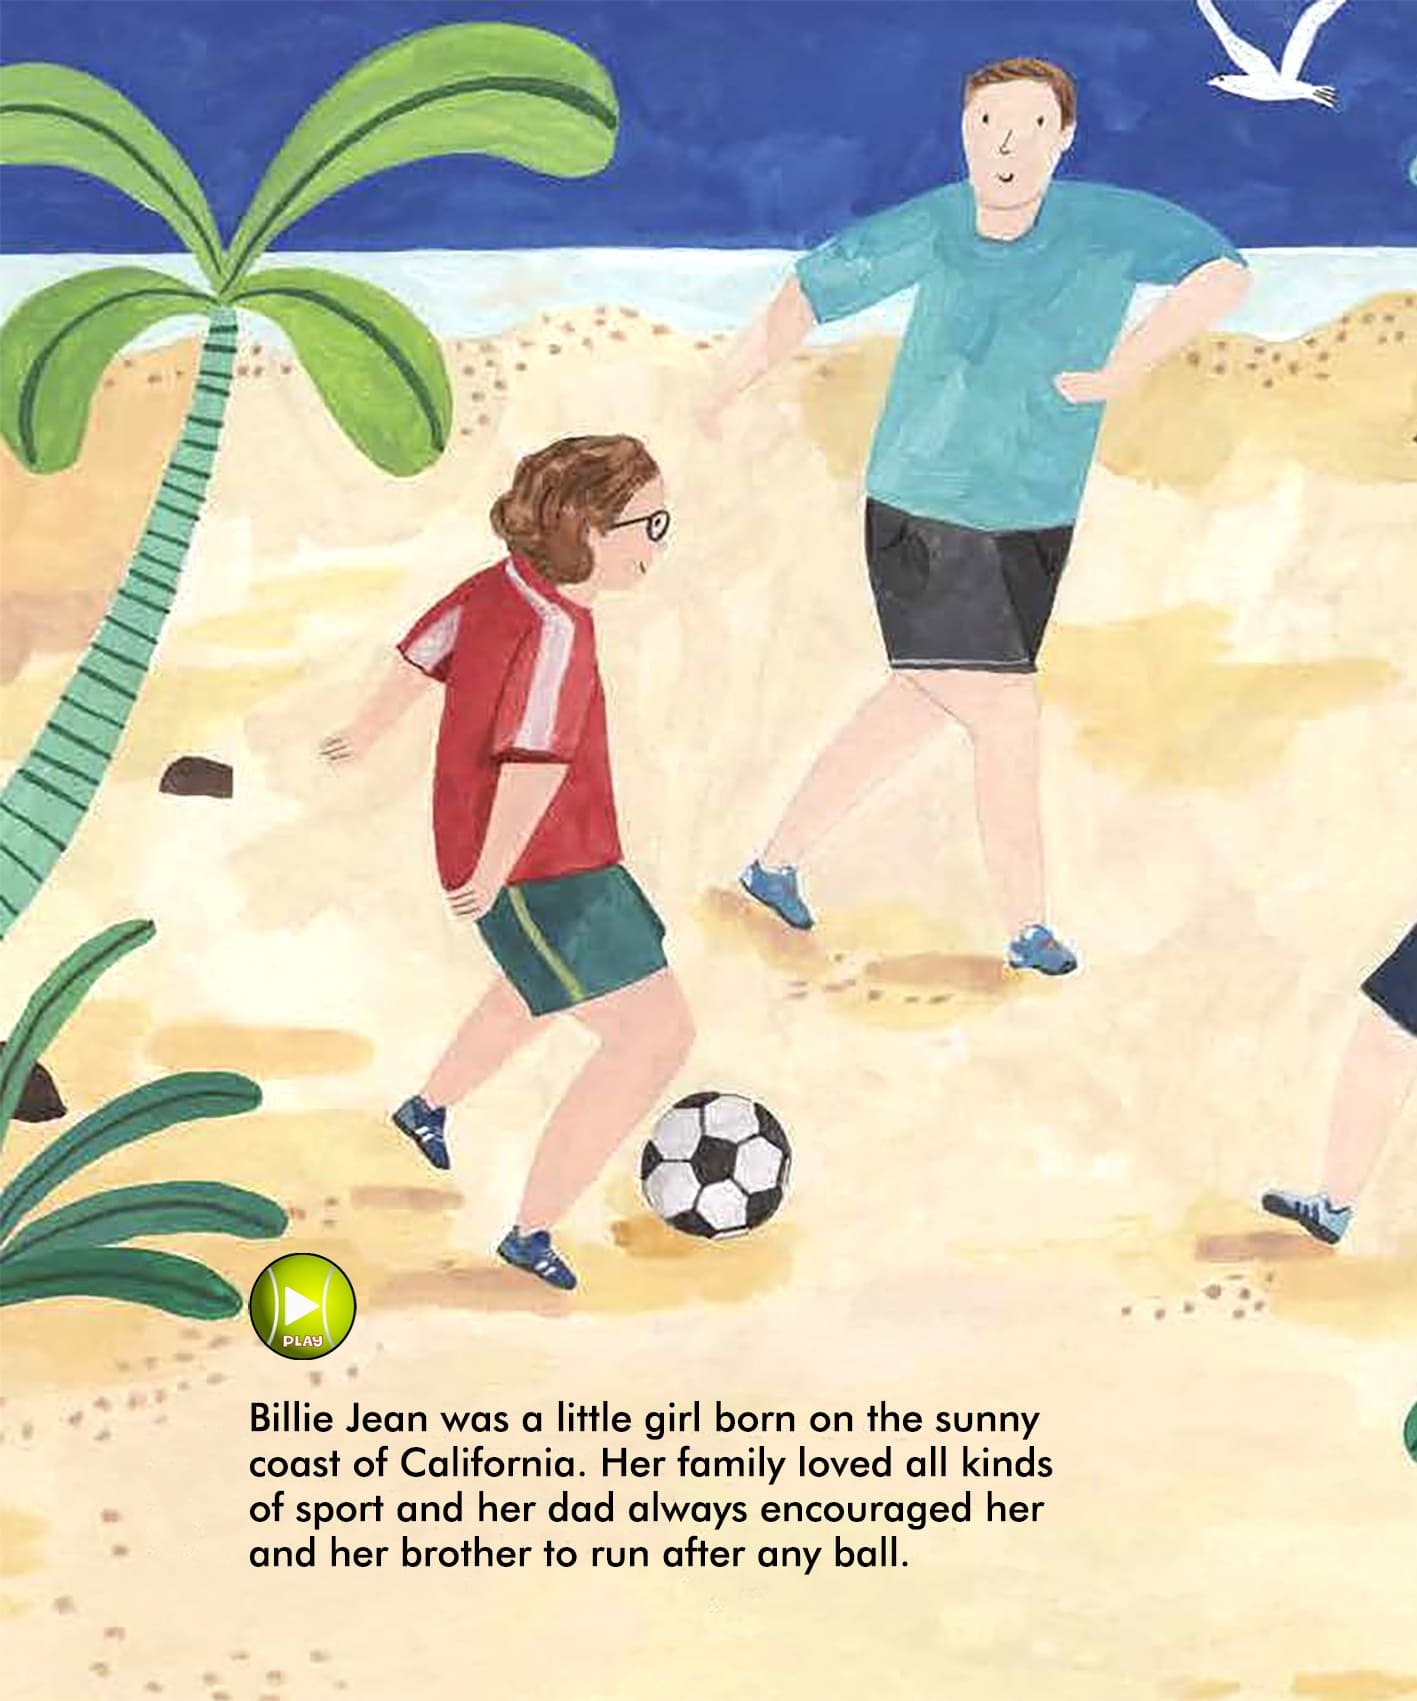 PLAY
Billie Jean was a little girl born on the sunny
coast of California. Her family loved all kinds
of sport and her dad always encouraged her
and her brother to run after any ball.